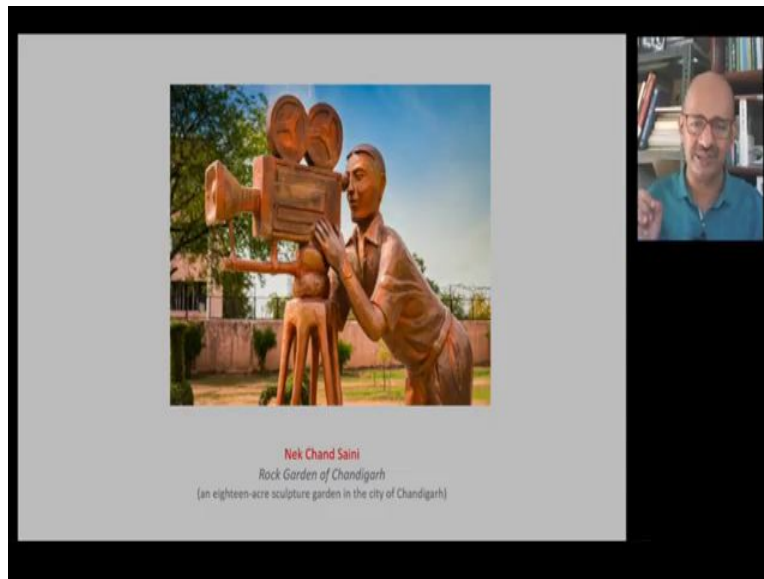 Nek Chand Saini
Rock Garden of Chandigarh
(an eighteen-acre sculpture garden in the city of Chandigarh)